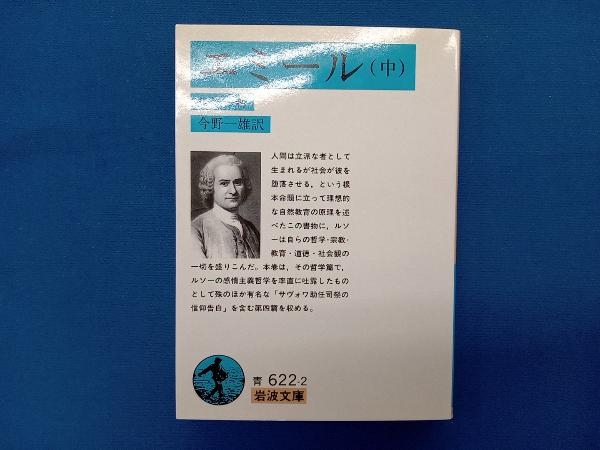 エミール(中)
今野一雄訳
人間は立派な者として
生まれるが社会が彼を
堕落させる、という根
本命題に立って理想的
な自然教育の原理を述
べたこの書物に、ルソ
ーは自らの哲学・宗教・
教育・道徳・社会観の
一切を盛りこんだ。本巻は、その哲学篇で、
ルソーの感情主義哲学を率直に吐露したもの
として殊のほか有名な「サヴォワ助任司祭の
信仰告白」を含む第四篇を収める。
青 622-2
岩波文庫